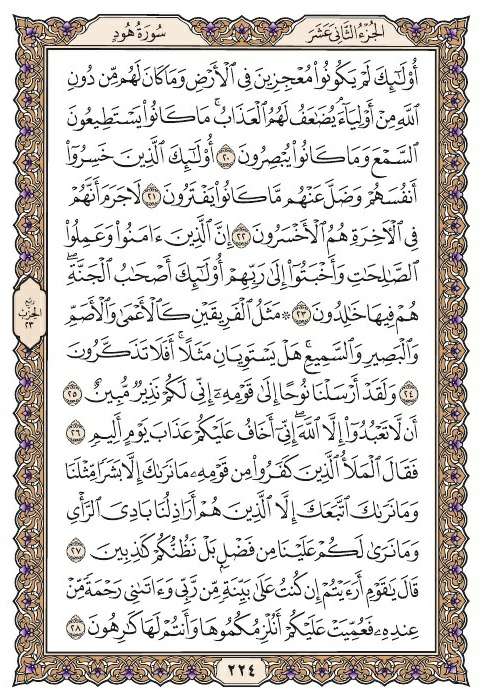 الجزء الثاني عشر
سورة هود
أُوْلَٰٓئِكَ لَمْ يَكُونُواْ مُعْجِزِينَ فِي ٱلْأَرْضِ وَمَا كَانَ لَهُم مِّن دُونِ
ٱللَّهِ مِنْ أَوْلِيَآءَۘ يُضَٰعَفُ لَهُمُ ٱلْعَذَابُۚ مَا كَانُواْ يَسْتَطِيعُونَ
ٱلسَّمْعَ وَمَا كَانُواْ يُبْصِرُونَ ٢٠ أُوْلَٰٓئِكَ ٱلَّذِينَ خَسِرُوٓاْ
أَنفُسَهُمْ وَضَلَّ عَنْهُم مَّا كَانُواْ يَفْتَرُونَ ٢١ لَا جَرَمَ أَنَّهُمْ
فِي ٱلْأٓخِرَةِ هُمُ ٱلْأَخْسَرُونَ ٢٢ إِنَّ ٱلَّذِينَ ءَامَنُواْ وَعَمِلُواْ
ٱلصَّٰلِحَٰتِ وَأَخْبَتُوٓاْ إِلَىٰ رَبِّهِمْ أُوْلَٰٓئِكَ أَصْحَٰبُ ٱلْجَنَّةِۖ
هُمْ فِيهَا خَٰلِدُونَ ٢٣ ۞ مَثَلُ ٱلْفَرِيقَيْنِ كَٱلْأَعْمَىٰ وَٱلْأَصَمِّ
وَٱلْبَصِيرِ وَٱلسَّمِيعِۚ هَلْ يَسْتَوِيَانِ مَثَلًاۚ أَفَلَا تَذَكَّرُونَ
٢٤ وَلَقَدْ أَرْسَلْنَا نُوحًا إِلَىٰ قَوْمِهِۦٓ إِنِّي لَكُمْ نَذِيرٌ مُّبِينٌ ٢٥
أَن لَّا تَعْبُدُوٓاْ إِلَّا ٱللَّهَۖ إِنِّيٓ أَخَافُ عَلَيْكُمْ عَذَابَ يَوْمٍ أَلِيمٍ ٢٦
فَقَالَ ٱلْمَلَأُ ٱلَّذِينَ كَفَرُواْ مِن قَوْمِهِۦ مَا نَرَىٰكَ إِلَّا بَشَرًا مِّثْلَنَا
وَمَا نَرَىٰكَ ٱتَّبَعَكَ إِلَّا ٱلَّذِينَ هُمْ أَرَاذِلُنَا بَادِيَ ٱلرَّأْيِ
وَمَا نَرَىٰ لَكُمْ عَلَيْنَا مِن فَضْلٍۭ بَلْ نَظُنُّكُمْ كَٰذِبِينَ ٢٧
قَالَ يَٰقَوْمِ أَرَءَيْتُمْ إِن كُنتُ عَلَىٰ بَيِّنَةٍ مِّن رَّبِّي وَءَاتَىٰنِي رَحْمَةً مِّنْ
عِندِهِۦ فَعُمِّيَتْ عَلَيْكُمْ أَنُلْزِمُكُمُوهَا وَأَنتُمْ لَهَا كَٰرِهُونَ ٢٨
ربع
الحزب
٢٣
٢٢٤